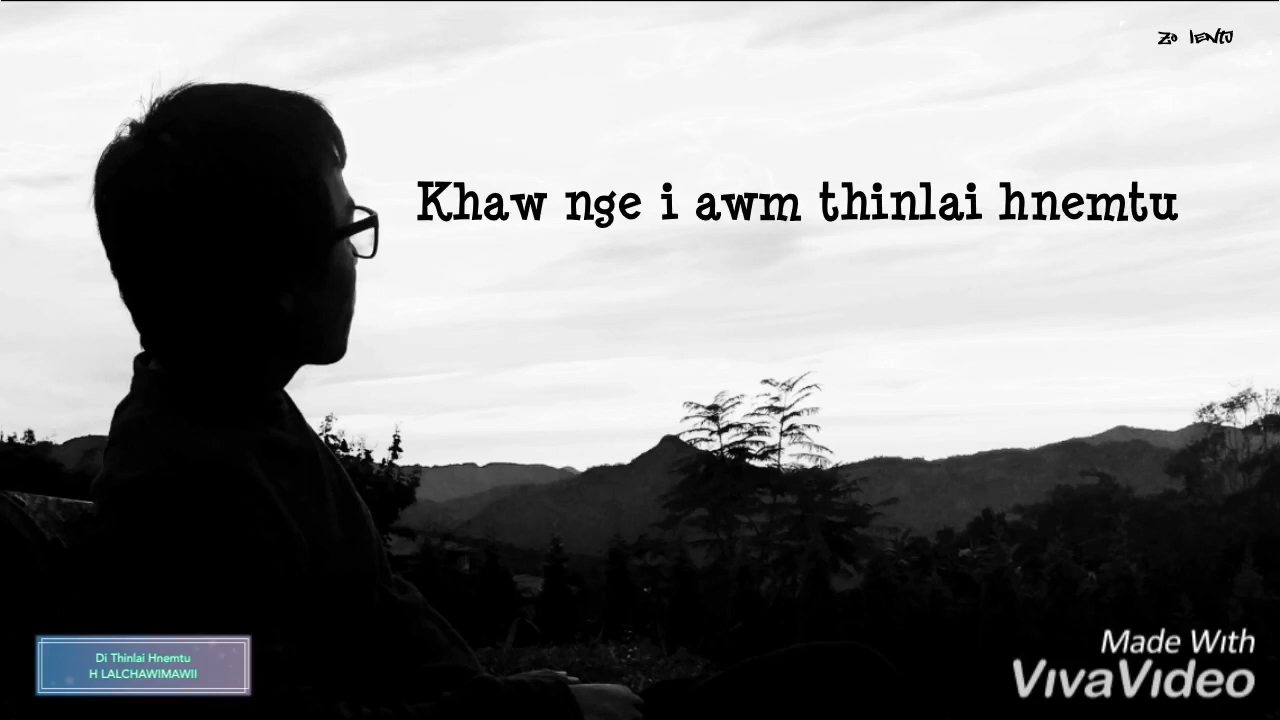 Zo lentu
Khaw nge i awm thinlai hnemtu
Di Thinlai Hnemtu
H LALCHAWIMAWII
Made With
VivaVideo